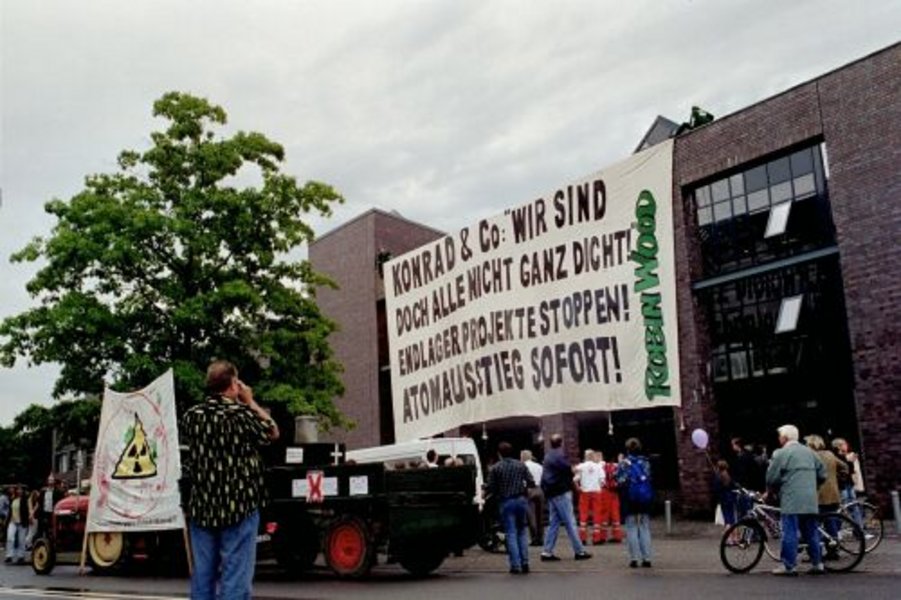 KONRAD & Co: "WIR SIND
DOCH ALLE NICHT GANZ DICHT!
ENDLAGER PROJEKTE STOPPEN!
ATOMAUSSTIEG SOFORT!
ROBIN WOOD
X